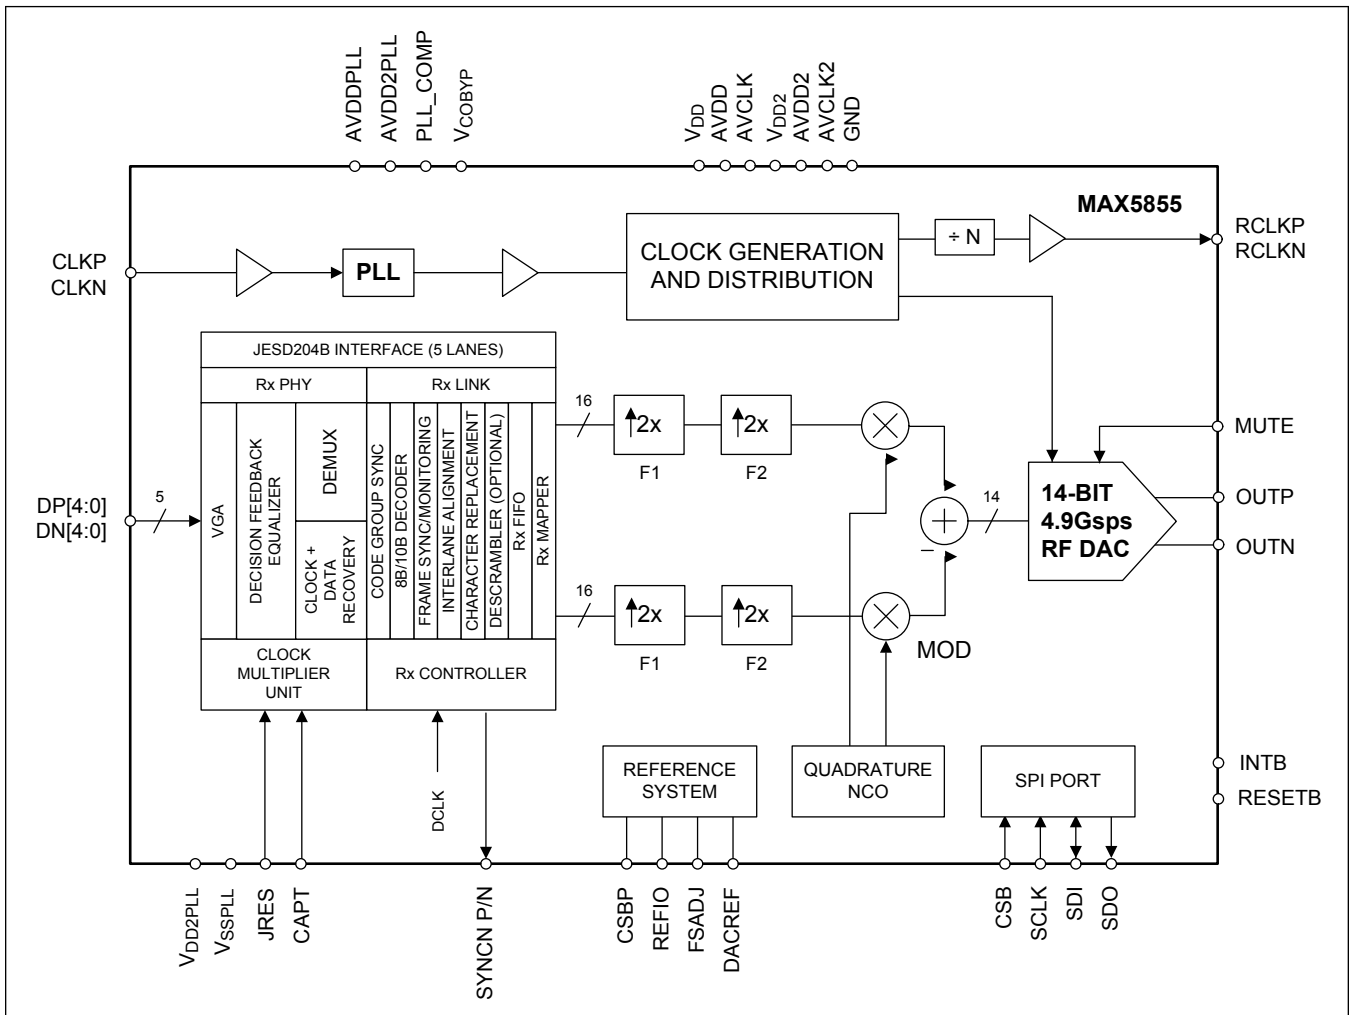 AVDDPLL
AVDD2PLL
PLL_COMP
VCOBYP
VDD
AVDD
AVCLK
VDD2
AVDD2
AVCLK2
GND
MAX5855
CLKP
CLKN
PLL
CLOCK GENERATION
AND DISTRIBUTION
÷ N
RCLKP
RCLKN
JESD204B INTERFACE (5 LANES)
Rx PHY
Rx LINK
VGA
DECISION FEEDBACK
EQUALIZER
DEMUX
CLOCK +
DATA
RECOVERY
CODE GROUP SYNC
8B/10B DECODER
FRAME SYNC/MONITORING
INTERLANE ALIGNMENT
CHARACTER REPLACEMENT
DESCRAMBLER (OPTIONAL)
Rx FIFO
Rx MAPPER
CLOCK
MULTIPLIER
UNIT
Rx CONTROLLER
DP[4:0]
DN[4:0]
5
16
↑2x
F1
↑2x
F2
16
↑2x
F1
↑2x
F2
×
×
MOD
+
−
14
14-BIT
4.9Gsps
RF DAC
MUTE
OUTP
OUTN
INTB
RESETB
DCLK
REFERENCE
SYSTEM
QUADRATURE
NCO
SPI PORT
VDD2PLL
VSSPLL
JRES
CAPT
SYNCN P/N
CSBP
REFIO
FSADJ
DACREF
CSB
SCLK
SDI
SDO